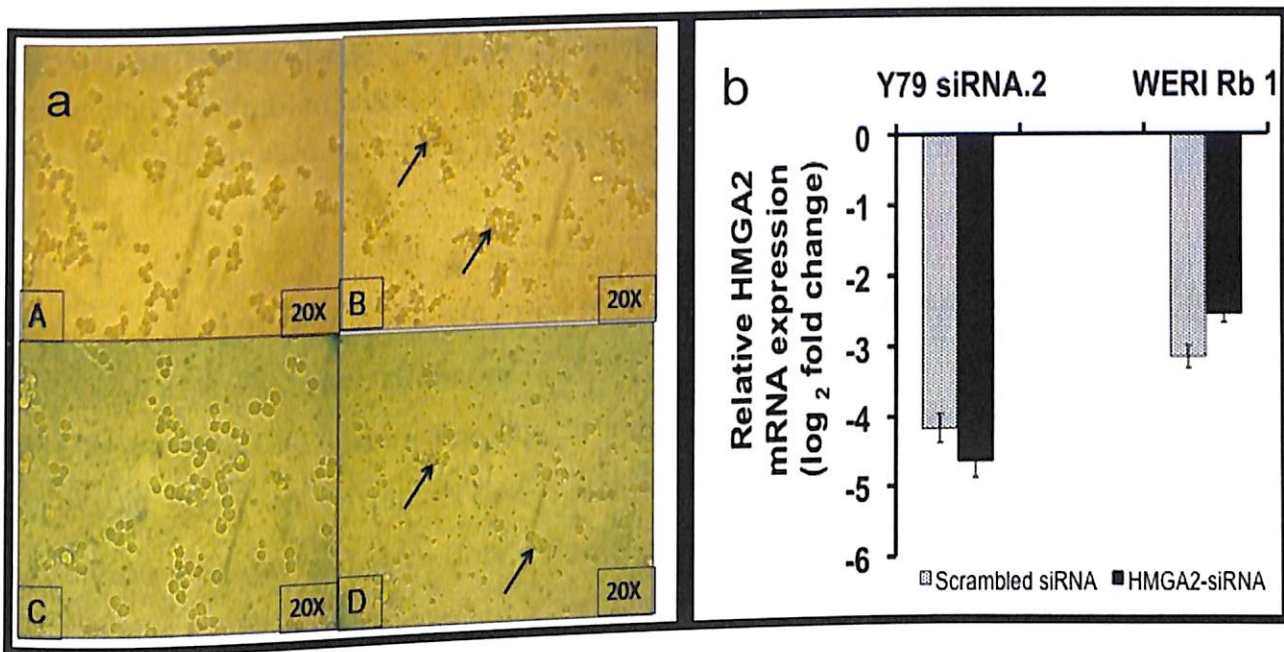 a
A
20X
B
20X
C
20X
D
20X
b
Y79 siRNA.2
WERI Rb 1
Relative HMGA2
mRNA expression
(log 2 fold change)
0
-1
-2
-3
-4
-5
-6
Scrambled siRNA
HMGA2-siRNA